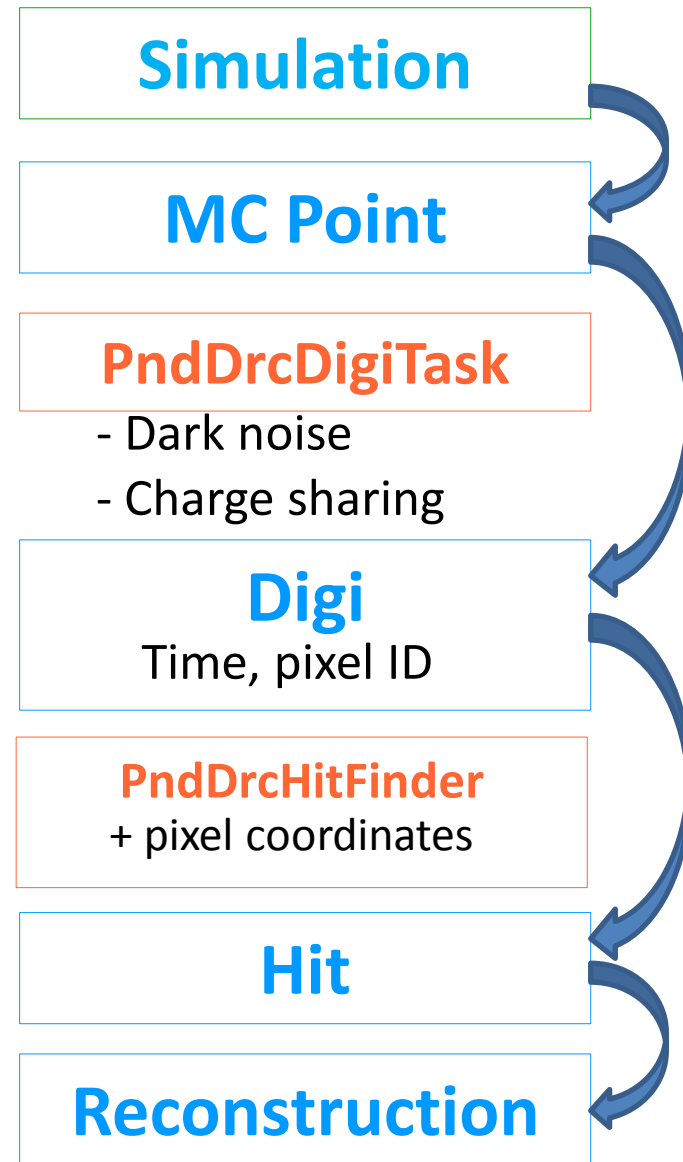 Simulation
MC Point
PndDrcDigiTask
- Dark noise
- Charge sharing
Digi
Time, pixel ID
PndDrcHitFinder
+ pixel coordinates
Hit
Reconstruction